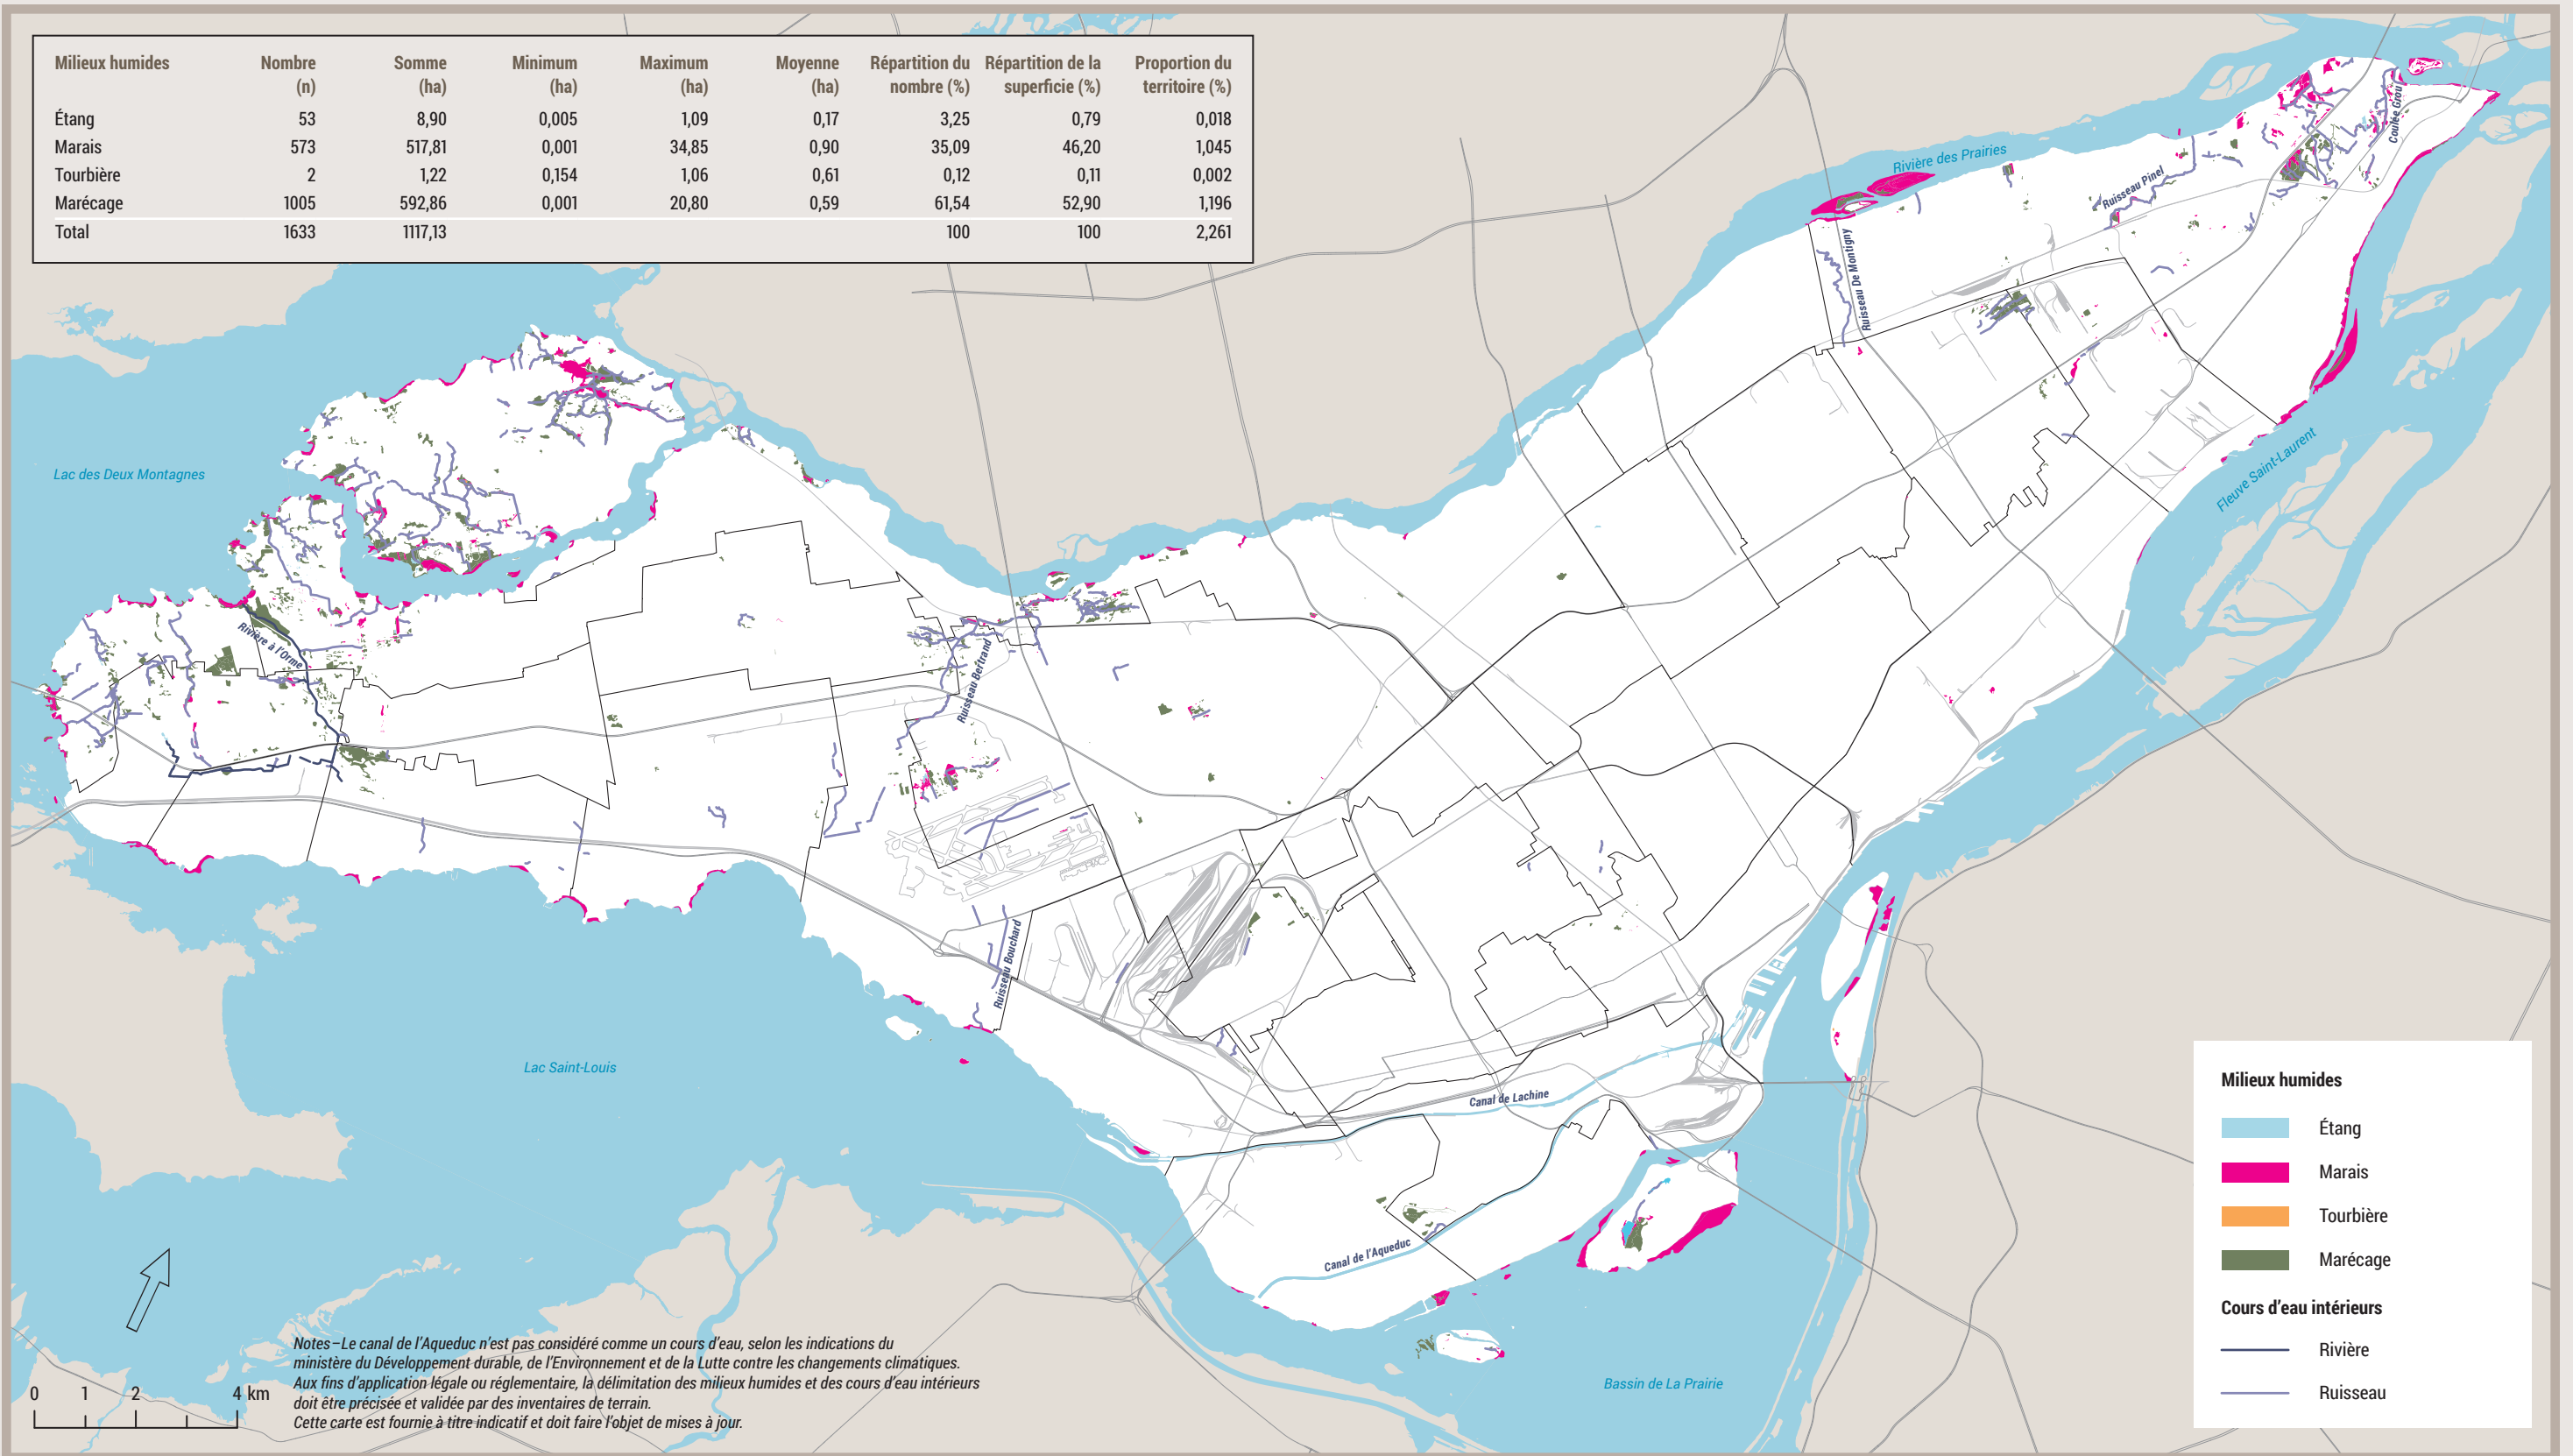 Milieux humides Nombre (n) Somme (ha) Minimum (ha) Maximum (ha) Moyenne (ha) Répartition du nombre (%) Répartition de la superficie (%) Proportion du territoire (%)
Étang 53 8,90 0,005 1,09 0,17 3,25 0,79 0,018
Marais 573 517,81 0,001 34,85 0,90 35,09 46,20 1,045
Tourbière 2 1,22 0,154 1,06 0,61 0,12 0,11 0,002
Marécage 1005 592,86 0,001 20,80 0,59 61,54 52,90 1,196
Total 1633 1117,13 100 100 2,261
Coulée Grou
Rivière des Prairies
Ruisseau Pinel
Ruisseau De Montigny
Lac des Deux Montagnes
Fleuve Saint-Laurent
Rivière à l'Orme
Ruisseau Bertrand
Ruisseau Bouchard
Lac Saint-Louis
Canal de Lachine
Canal de l'Aqueduc
Bassin de La Prairie
Milieux humides
Étang
Marais
Tourbière
Marécage
Cours d'eau intérieurs
Rivière
Ruisseau
0 1 2 4 km
Notes–Le canal de l'Aqueduc n'est pas considéré comme un cours d'eau, selon les indications du
ministère du Développement durable, de l'Environnement et de la Lutte contre les changements climatiques.
Aux fins d'application légale ou réglementaire, la délimitation des milieux humides et des cours d'eau intérieurs
doit être précisée et validée par des inventaires de terrain.
Cette carte est fournie à titre indicatif et doit faire l'objet de mises à jour.